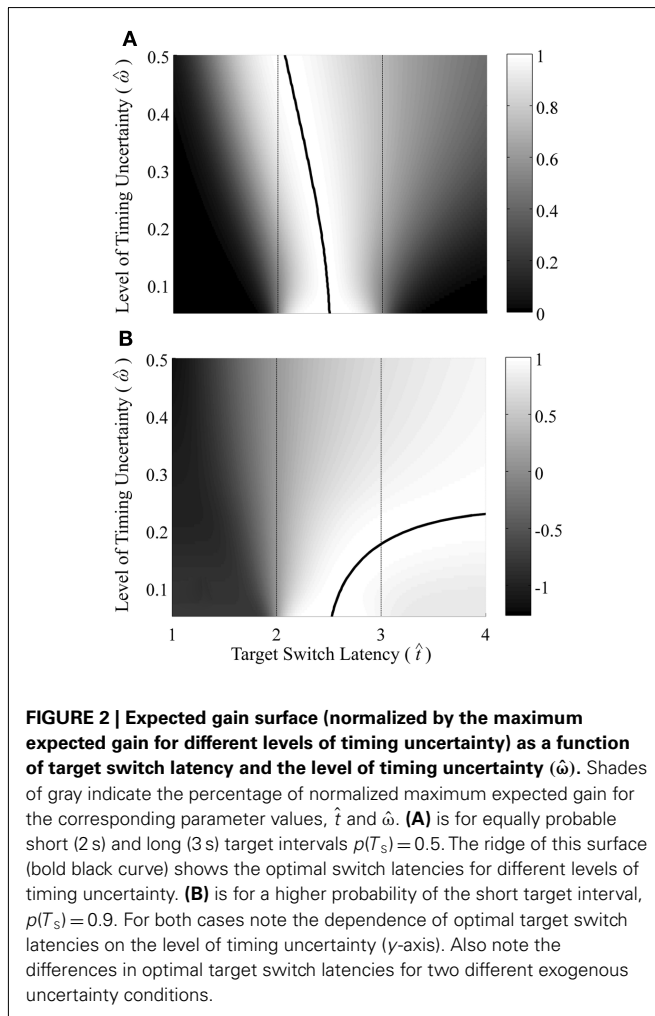 A
0.5
0.4
0.3
0.2
0.1
Level of Timing Uncertainty ( ω̂ )
1
0.8
0.6
0.4
0.2
0
B
0.5
0.4
0.3
0.2
0.1
Level of Timing Uncertainty ( ω̂ )
1
0.5
0
-0.5
-1
1 2 3 4
Target Switch Latency ( t̂ )
FIGURE 2 | Expected gain surface (normalized by the maximum
expected gain for different levels of timing uncertainty) as a function
of target switch latency and the level of timing uncertainty (ω̂). Shades
of gray indicate the percentage of normalized maximum expected gain for
the corresponding parameter values, t̂ and ω̂. (A) is for equally probable
short (2 s) and long (3 s) target intervals p(T_S) = 0.5. The ridge of this surface
(bold black curve) shows the optimal switch latencies for different levels of
timing uncertainty. (B) is for a higher probability of the short target interval,
p(T_S) = 0.9. For both cases note the dependence of optimal target switch
latencies on the level of timing uncertainty (y-axis). Also note the
differences in optimal target switch latencies for two different exogenous
uncertainty conditions.